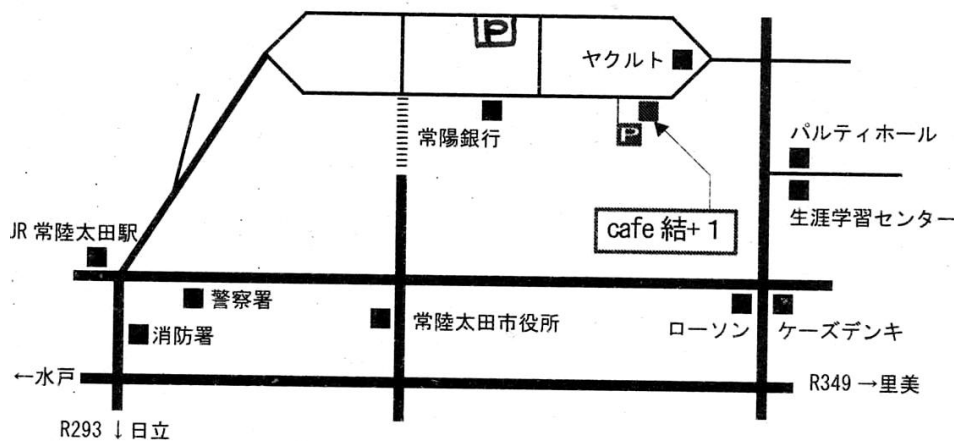 P
ヤクルト
常陽銀行
P
パルティホール
生涯学習センター
cafe 結+1
JR 常陸太田駅
警察署
消防署
常陸太田市役所
ローソン
ケーズデンキ
←水戸
R349 →里美
R293 ↓日立